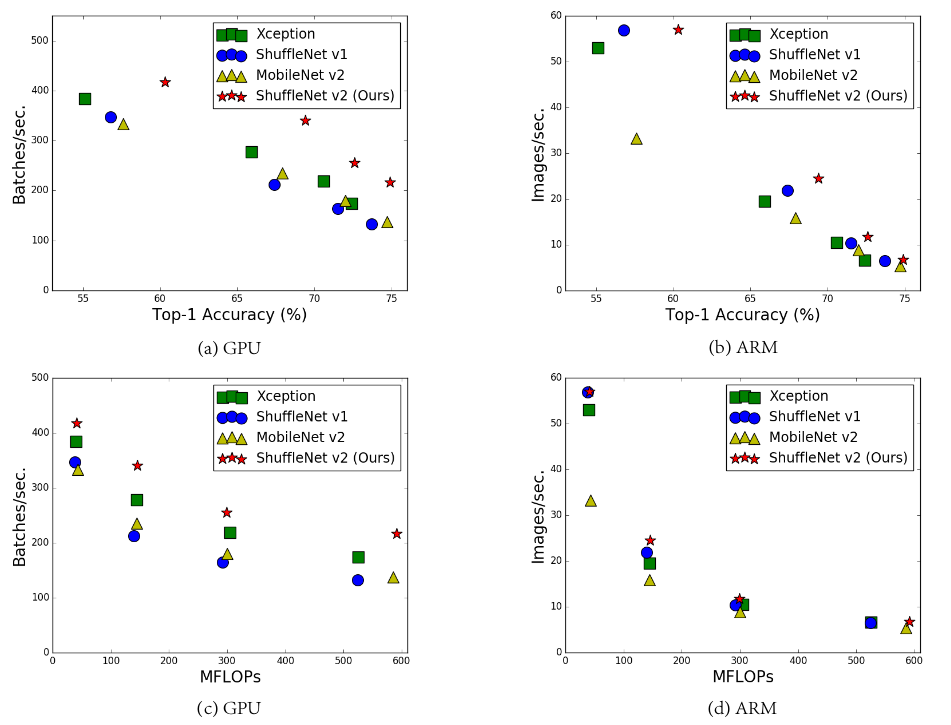 500
400
300
200
100
0
Batches/sec.
Xception
ShuffleNet v1
MobileNet v2
ShuffleNet v2 (Ours)
55 60 65 70 75
Top-1 Accuracy (%)
(a) GPU
60
50
40
30
20
10
0
Images/sec.
Xception
ShuffleNet v1
MobileNet v2
ShuffleNet v2 (Ours)
55 60 65 70 75
Top-1 Accuracy (%)
(b) ARM
500
400
300
200
100
0
Batches/sec.
Xception
ShuffleNet v1
MobileNet v2
ShuffleNet v2 (Ours)
0 100 200 300 400 500 600
MFLOPs
(c) GPU
60
50
40
30
20
10
0
Images/sec.
Xception
ShuffleNet v1
MobileNet v2
ShuffleNet v2 (Ours)
0 100 200 300 400 500 600
MFLOPs
(d) ARM